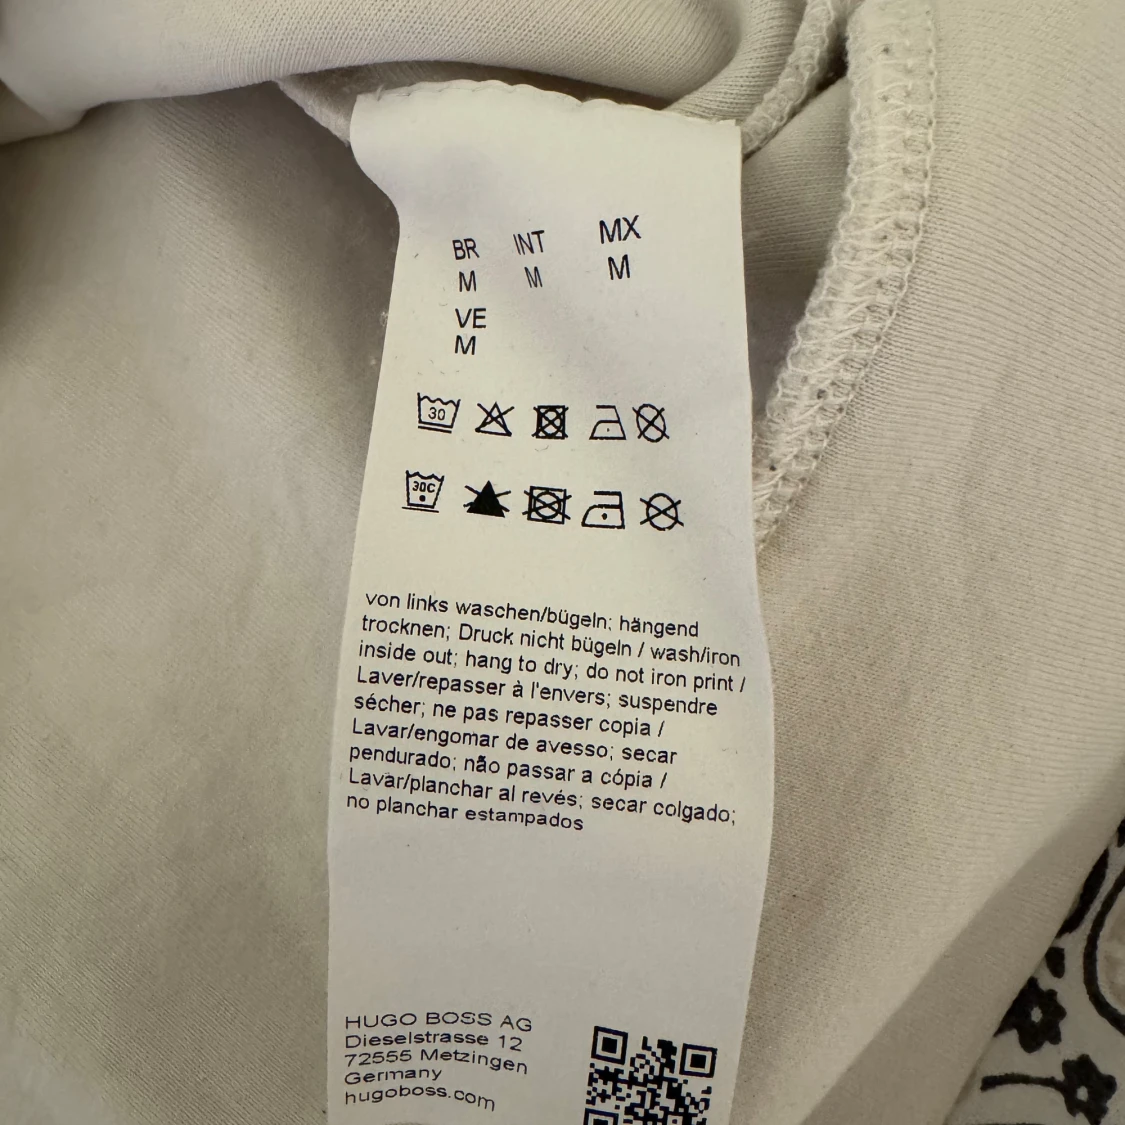 BR INT MX
M M M
VE
M
30
30C
von links waschen/bügeln; hängend
trocknen; Druck nicht bügeln / wash/iron
inside out; hang to dry; do not iron print /
Laver/repasser à l'envers; suspendre
sécher; ne pas repasser copia /
Lavar/engomar de avesso; secar
pendurado; não passar a cópia /
Lavar/planchar al revés; secar colgado;
no planchar estampados
HUGO BOSS AG
Dieselstrasse 12
72555 Metzingen
Germany
hugoboss.com